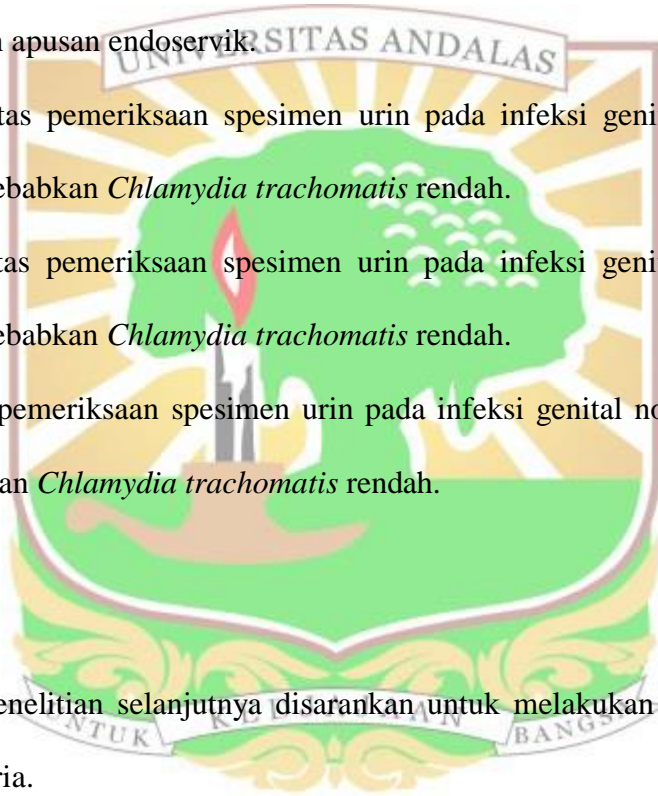 n apusan endoservik.
UNIVERSITAS ANDALAS
tas pemeriksaan spesimen urin pada infeksi geni
ebabkan Chlamydia trachomatis rendah.
tas pemeriksaan spesimen urin pada infeksi geni
ebabkan Chlamydia trachomatis rendah.
pemeriksaan spesimen urin pada infeksi genital no
an Chlamydia trachomatis rendah.
enelitian selanjutnya disarankan untuk melakukan
UNTUK KEDJAJAAN BANGSA
ria.